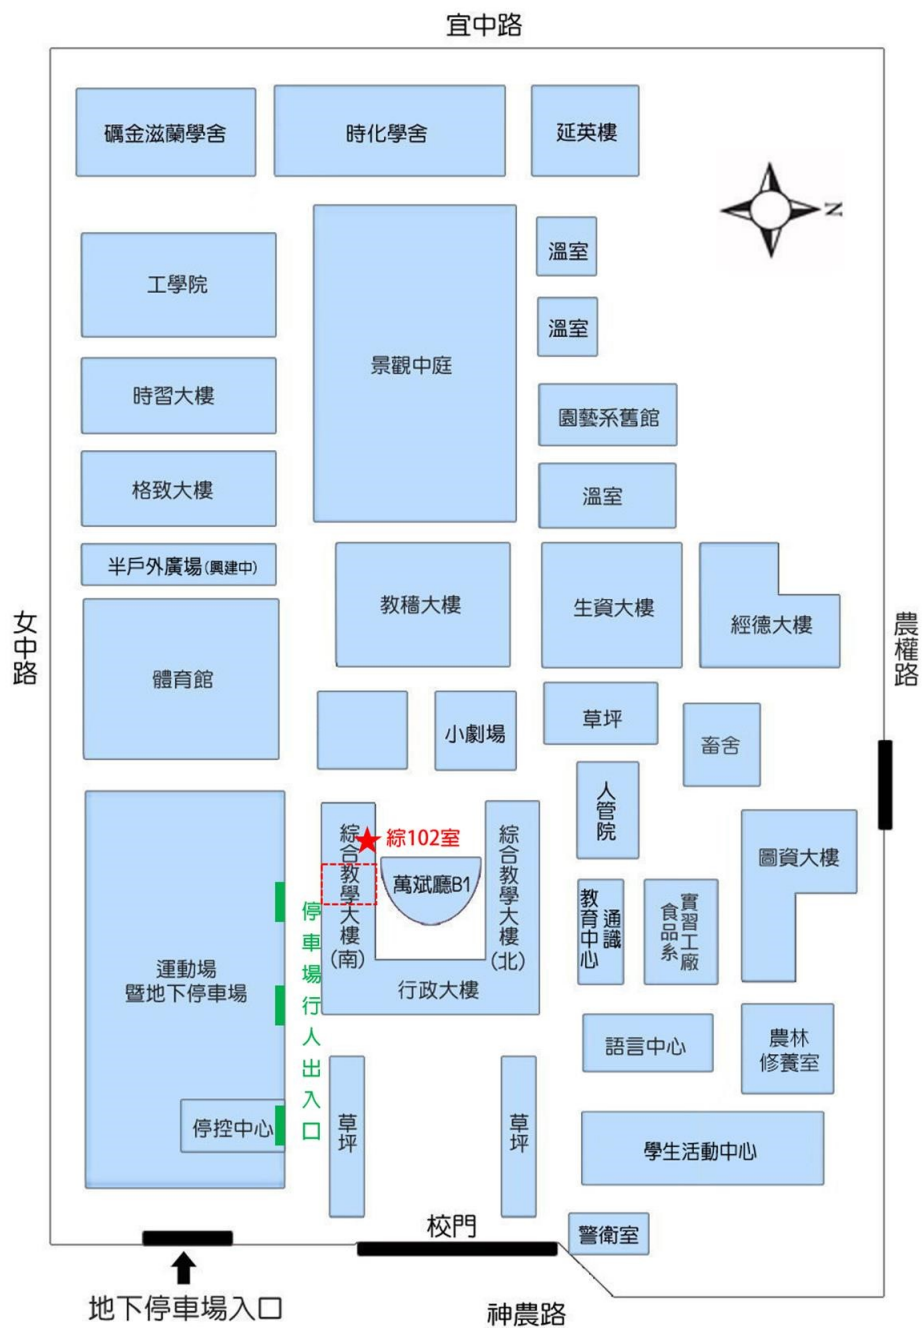 宜中路
礪金滋蘭學舍
時化學舍
延英樓
N
工學院
溫室
溫室
景觀中庭
時習大樓
園藝系舊館
格致大樓
溫室
半戶外廣場(興建中)
教穡大樓
生資大樓
經德大樓
女中路
農權路
體育館
小劇場
草坪
畜舍
人管院
綜合教學大樓(南)
綜102室
萬斌廳B1
綜合教學大樓(北)
圖資大樓
通識
教育中心
實習工廠
食品系
停車場行人出入口
運動場
暨地下停車場
行政大樓
語言中心
農林
修養室
停控中心
草坪
草坪
學生活動中心
校門
警衛室
地下停車場入口
神農路